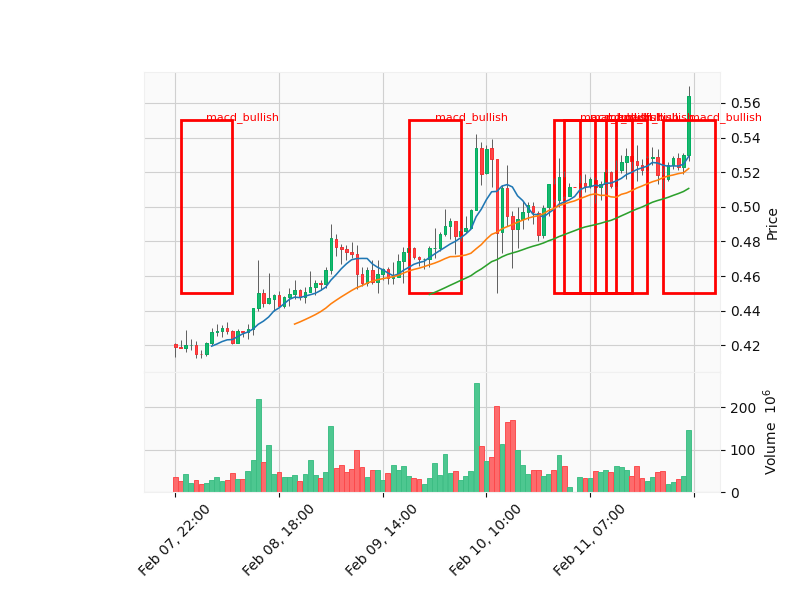 macd_bullish
macd_bullish
macd_bullish
0.56
0.54
0.52
0.50
0.48
0.46
0.44
0.42
Price
200
100
0
Volume 10^6
Feb 07, 22:00
Feb 08, 18:00
Feb 09, 14:00
Feb 10, 10:00
Feb 11, 07:00